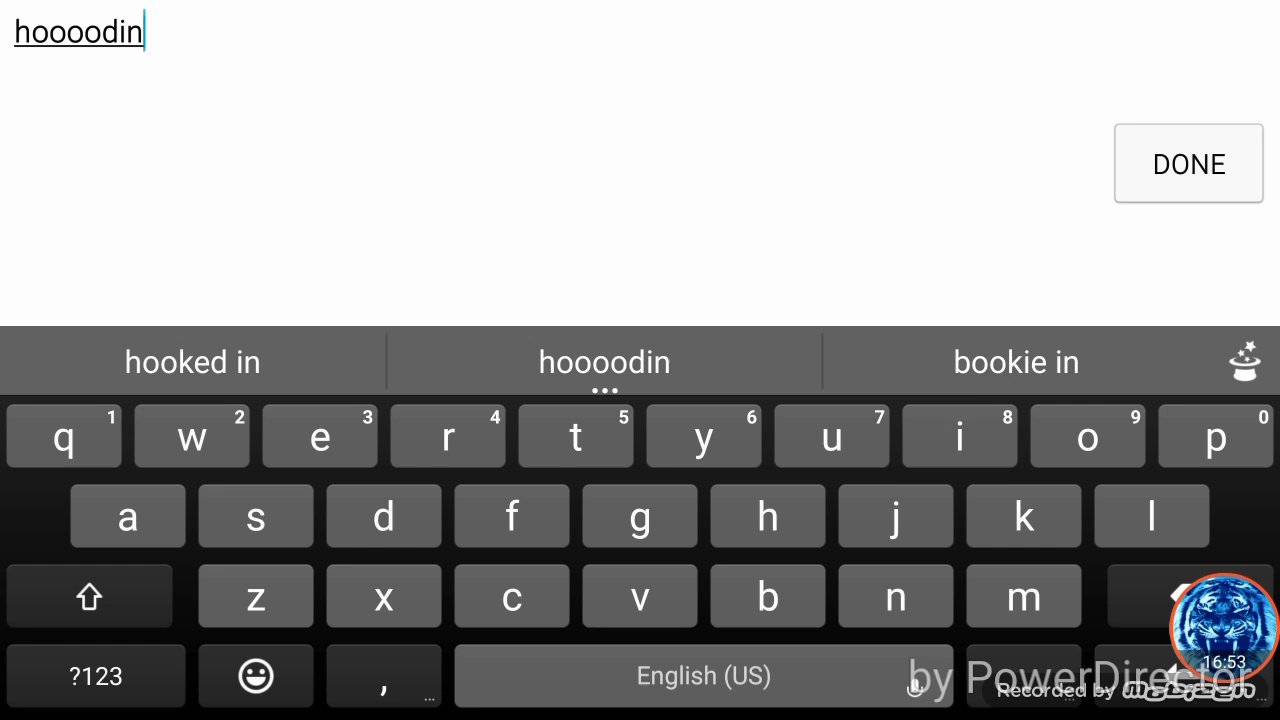 hoooodin
DONE
hooked in
hoooodin
bookie in
q 1 w 2 e 3 r 4 t 5 y 6 u 7 i 8 o 9 p 0
a s d f g h j k l
z x c v b n m
?123 , English (US)
by PowerDirector
16:53
Recorded by